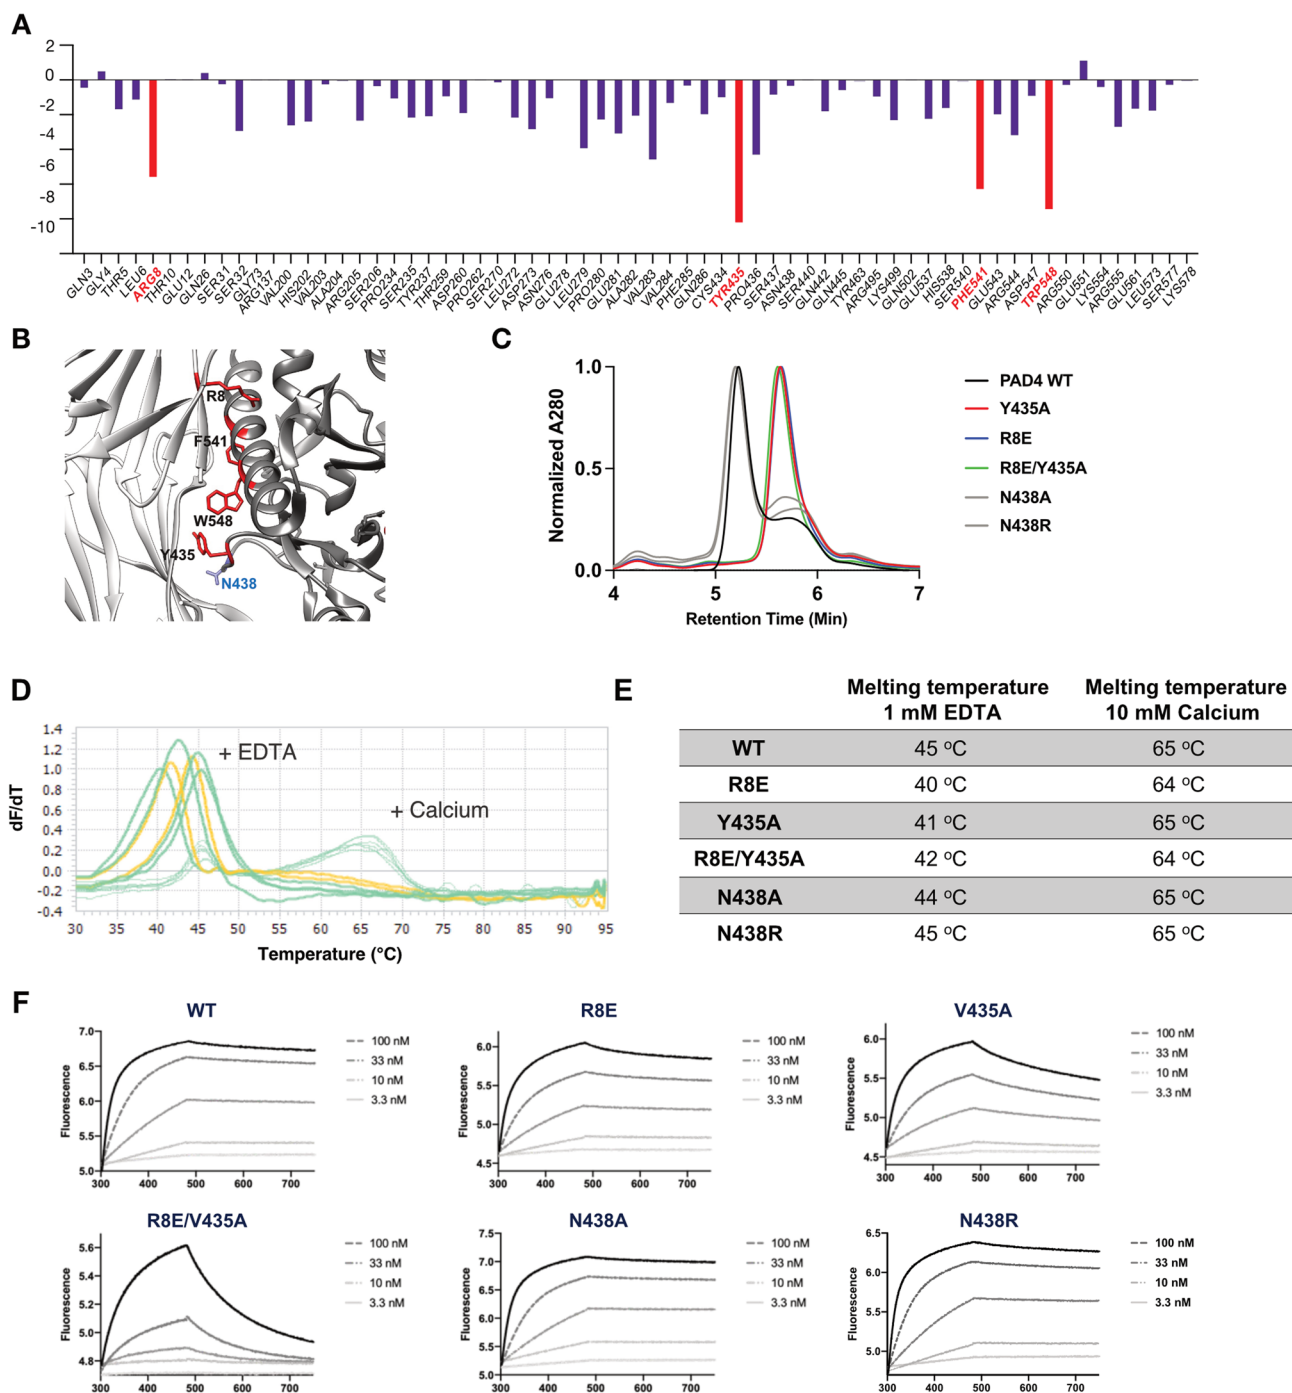 A
2
0
-2
-4
-6
-8
-10
GLN3
GLY4
THR5
LEU6
ARG8
THR10
GLU12
GLN26
SER31
SER32
GLY73
ARG137
VAL200
HIS202
VAL203
ALA204
ARG205
SER206
PRO234
SER235
TYR237
THR259
ASP260
PRO262
SER270
LEU272
ASP273
ASN276
GLU278
LEU279
PRO280
GLU281
ALA282
VAL283
VAL284
PHE285
GLN286
CYS434
TYR435
PRO436
SER437
ASN438
SER440
GLN442
GLN445
TYR463
ARG495
LYS499
GLN502
GLU537
HIS538
SER540
PHE541
GLU543
ARG544
ASP547
TRP548
ARG550
GLU551
LYS554
ARG555
GLU561
LEU573
SER577
LYS578
B
R8
F541
W548
Y435
N438
C
Normalized A280
1.0
0.5
0.0
4 5 6 7
Retention Time (Min)
PAD4 WT
Y435A
R8E
R8E/Y435A
N438A
N438R
D
dF/dT
1.4
1.2
1.0
0.8
0.6
0.4
0.2
0.0
-0.2
-0.4
+ EDTA
+ Calcium
30 35 40 45 50 55 60 65 70 75 80 85 90 95
Temperature (°C)
E
Melting temperature Melting temperature
1 mM EDTA 10 mM Calcium
WT 45 °C 65 °C
R8E 40 °C 64 °C
Y435A 41 °C 65 °C
R8E/Y435A 42 °C 64 °C
N438A 44 °C 65 °C
N438R 45 °C 65 °C
F
WT
Fluorescence
7.0
6.5
6.0
5.5
5.0
300 400 500 600 700
100 nM
33 nM
10 nM
3.3 nM
R8E
Fluorescence
6.0
5.5
5.0
4.5
300 400 500 600 700
100 nM
33 nM
10 nM
3.3 nM
V435A
Fluorescence
6.0
5.5
5.0
4.5
300 400 500 600 700
100 nM
33 nM
10 nM
3.3 nM
R8E/V435A
Fluorescence
5.6
5.4
5.2
5.0
4.8
300 400 500 600 700
100 nM
33 nM
10 nM
3.3 nM
N438A
Fluorescence
7.5
7.0
6.5
6.0
5.5
5.0
300 400 500 600 700
100 nM
33 nM
10 nM
3.3 nM
N438R
Fluorescence
6.5
6.0
5.5
5.0
300 400 500 600 700
100 nM
33 nM
10 nM
3.3 nM